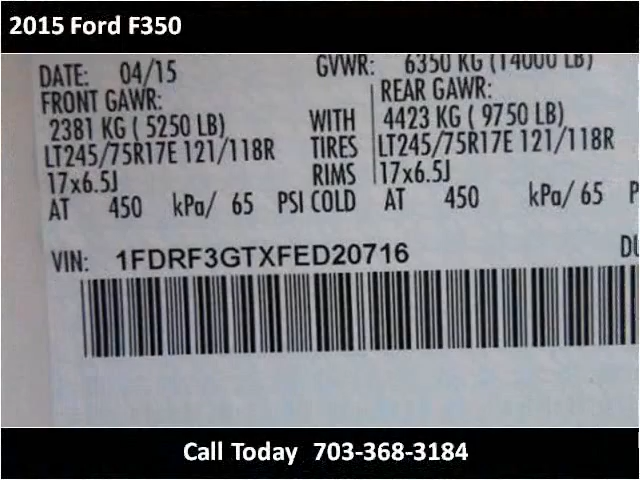 2015 Ford F350
DATE: 04/15 GVWR: 6350 KG (14000 LB)
FRONT GAWR: REAR GAWR:
2381 KG ( 5250 LB) WITH 4423 KG ( 9750 LB)
LT245/75R17E 121/118R TIRES LT245/75R17E 121/118R
17x6.5J RIMS 17x6.5J
AT 450 kPa/ 65 PSI COLD AT 450 kPa/ 65 P
VIN: 1FDRF3GTXFED20716 DU
Call Today 703-368-3184